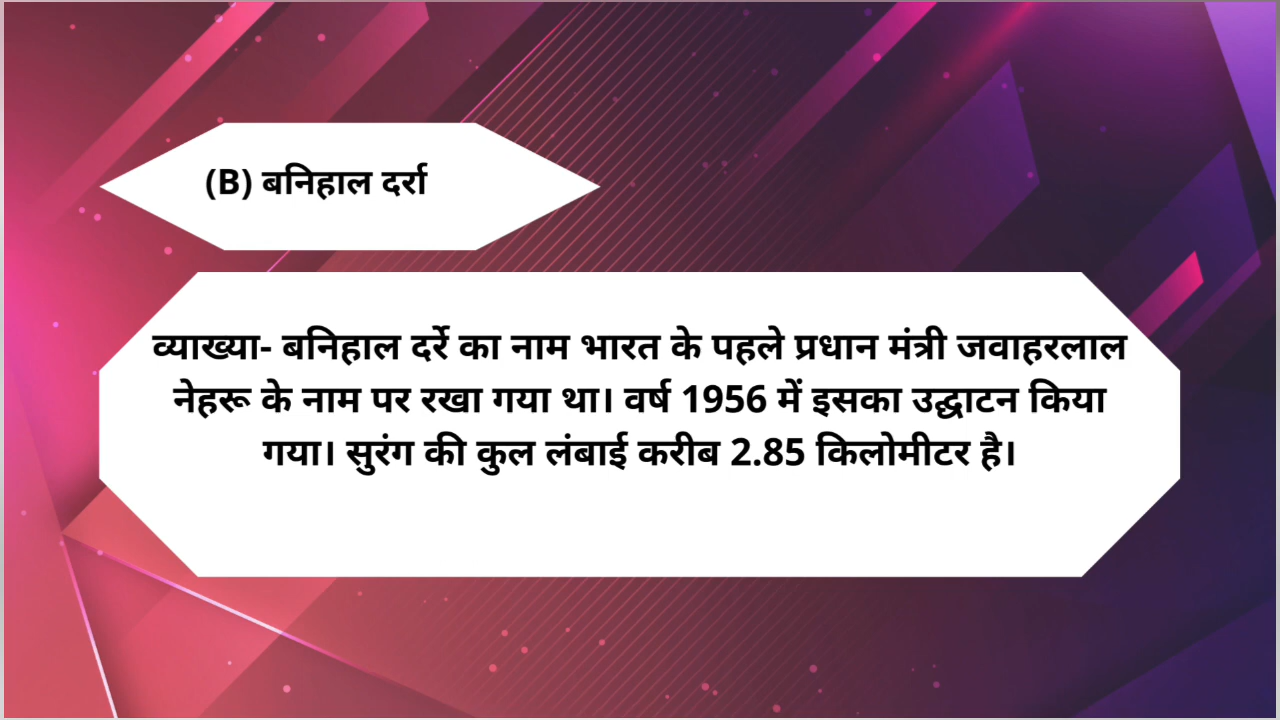 (B) बनिहाल दर्रा
व्याख्या- बनिहाल दर्रे का नाम भारत के पहले प्रधान मंत्री जवाहरलाल
नेहरू के नाम पर रखा गया था। वर्ष 1956 में इसका उद्घाटन किया
गया। सुरंग की कुल लंबाई करीब 2.85 किलोमीटर है।